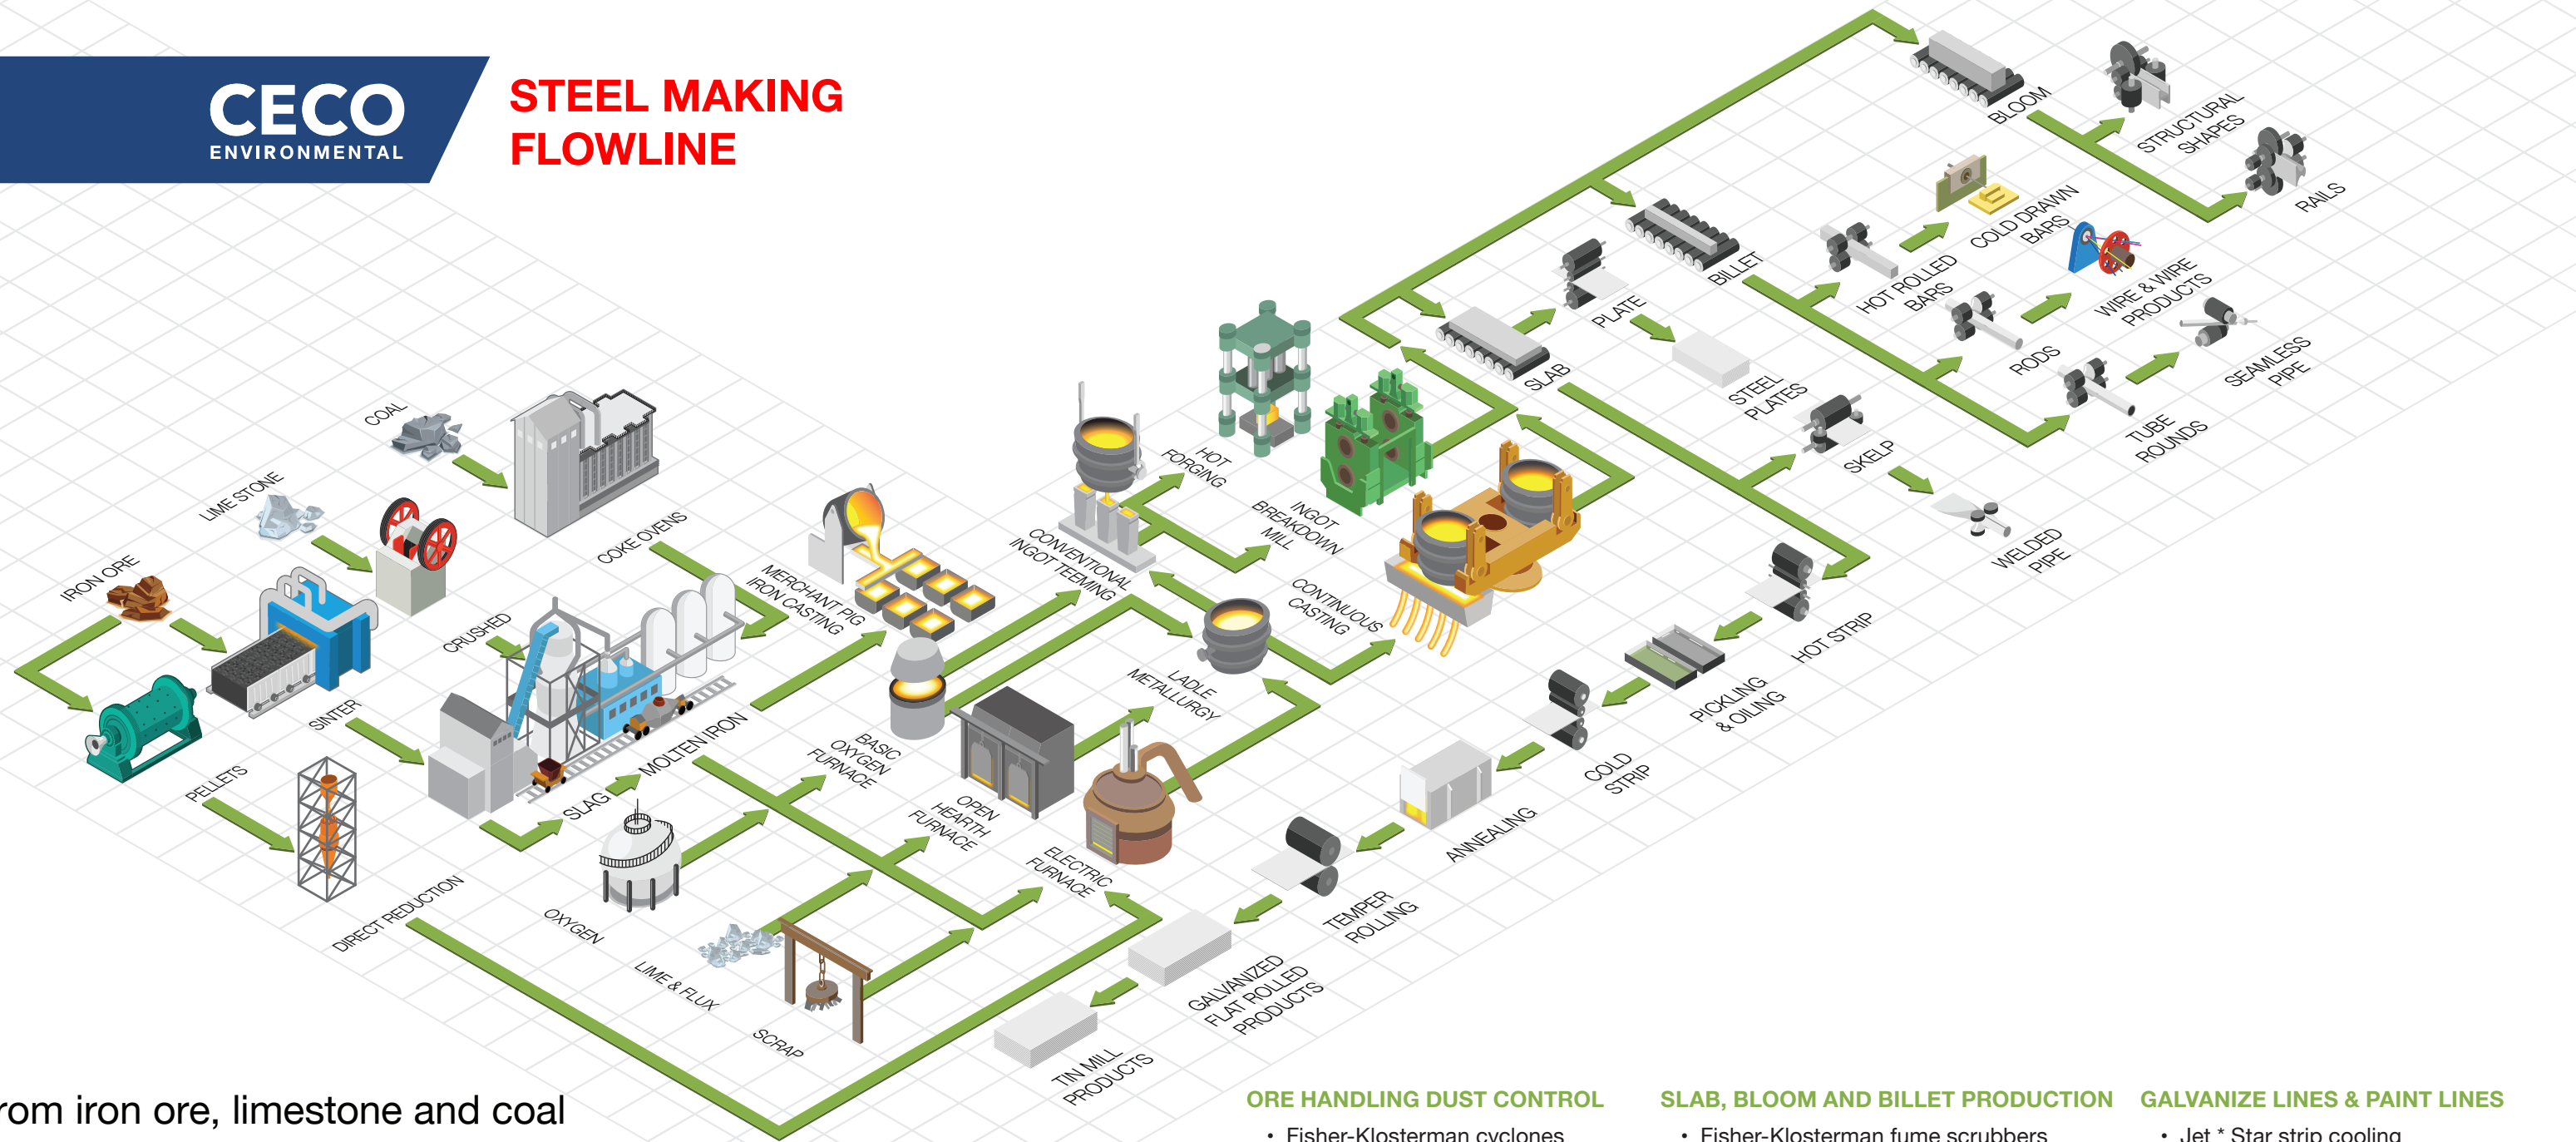 CECO
ENVIRONMENTAL
STEEL MAKING
FLOWLINE
BLOOM
STRUCTURAL
SHAPES
RAILS
COLD DRAWN
BARS
BILLET
HOT ROLLED
BARS
WIRE & WIRE
PRODUCTS
PLATE
RODS
SEAMLESS
PIPE
SLAB
STEEL
PLATES
TUBE
ROUNDS
SKELP
WELDED
PIPE
COAL
LIME STONE
IRON ORE
COKE OVENS
CRUSHED
SINTER
PELLETS
DIRECT REDUCTION
SLAG
MOLTEN IRON
MERCHANT PIG
IRON CASTING
CONVENTIONAL
INGOT TEEMING
HOT
FORGING
INGOT
BREAKDOWN
MILL
CONTINUOUS
CASTING
LADLE
METALLURGY
BASIC
OXYGEN
FURNACE
OPEN
HEARTH
FURNACE
ELECTRIC
FURNACE
OXYGEN
LIME & FLUX
SCRAP
HOT STRIP
PICKLING
& OILING
COLD
STRIP
ANNEALING
TEMPER
ROLLING
GALVANIZED
FLAT ROLLED
PRODUCTS
TIN MILL
PRODUCTS
rom iron ore, limestone and coal
ORE HANDLING DUST CONTROL
• Fisher-Klosterman cyclones
SLAB, BLOOM AND BILLET PRODUCTION
• Fisher-Klosterman fume scrubbers
GALVANIZE LINES & PAINT LINES
• Jet * Star strip cooling